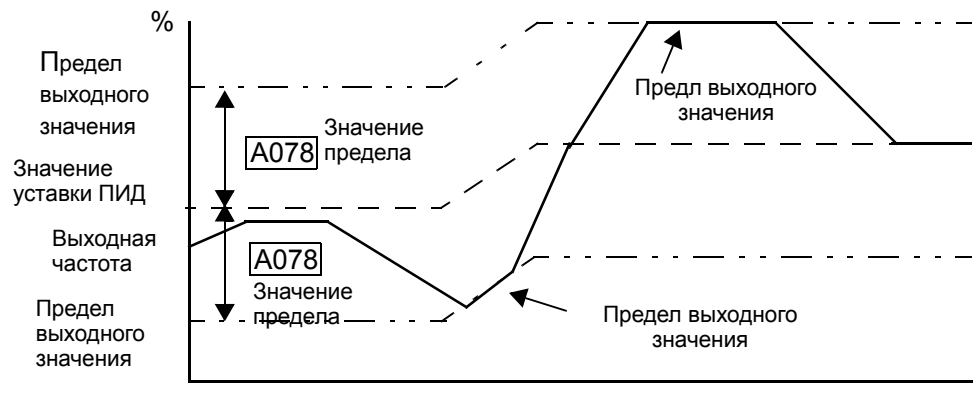 %
Предел
выходного
значения
Значение
предела
A078
Предл выходного
значения
Значение
уставки ПИД
Выходная
частота
A078
Значение
предела
Предел
выходного
значения
Предел выходного
значения